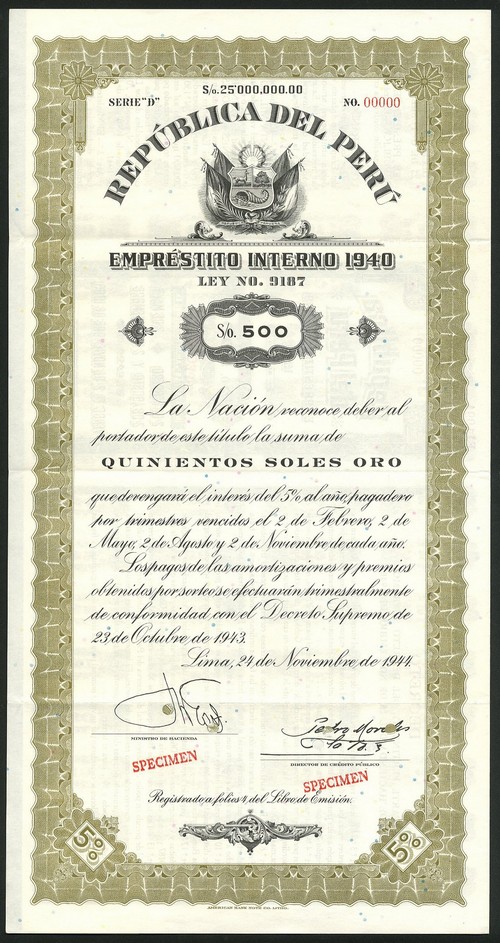 S/o. 25'000,000.00
SERIE "D" NO. 00000
REPÚBLICA DEL PERÚ
EMPRÉSTITO INTERNO 1940
LEY NO. 9187
S/o. 500
La Nación, reconoce deber al
portador de este título, la suma de
QUINIENTOS SOLES ORO
que devengará el interés del 5% al año, pagadero
por trimestres vencidos el 2 de Febrero, 2 de
Mayo, 2 de Agosto y 2 de Noviembre de cada año.
Los pagos de las amortizaciones y premios
obtenidos por sorteo se efectuarán trimestralmente
de conformidad con el Decreto Supremo, de
23 de Octubre, de 1943.
Lima, 24 de Noviembre, de 1944.
MINISTRO DE HACIENDA
DIRECTOR DE CRÉDITO PÚBLICO
SPECIMEN
SPECIMEN
Registrado a folios 4, del Libro de Emisión.
5%
5%
AMERICAN BANK NOTE CO. LITHO.